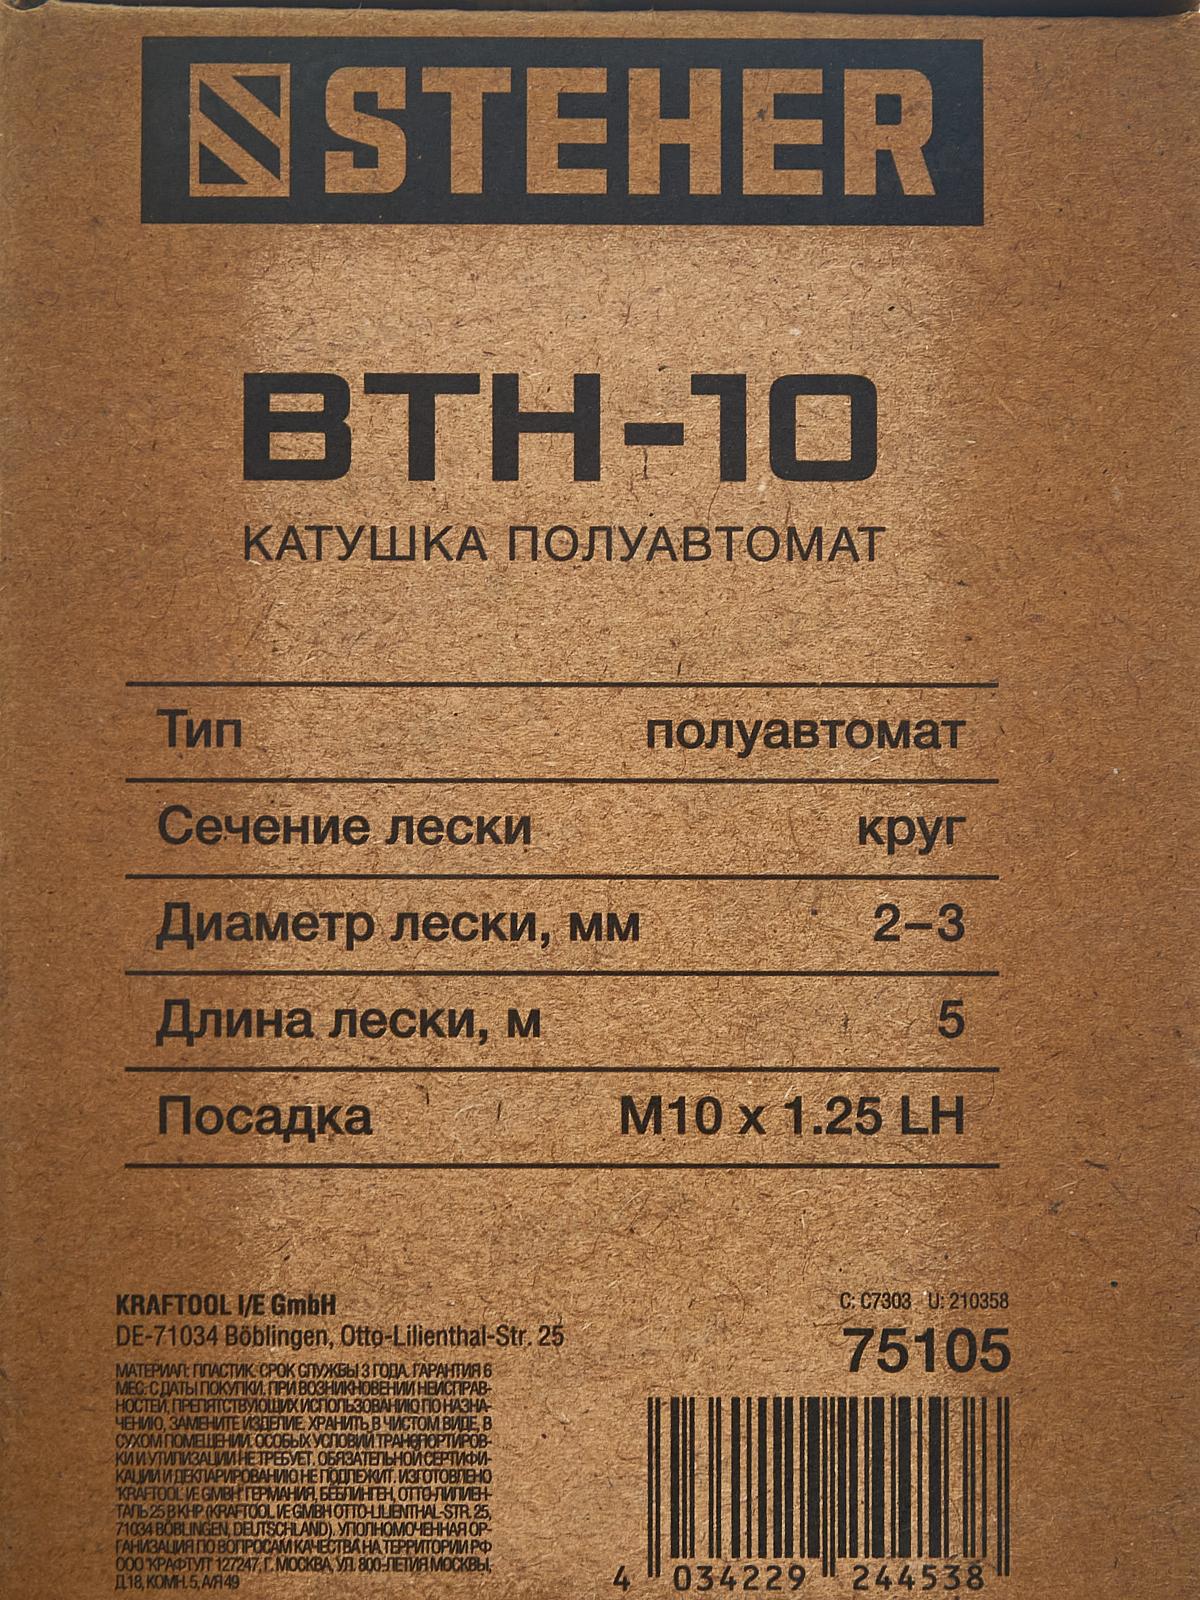 STEHER
BTH-10
КАТУШКА ПОЛУАВТОМАТ
Тип полуавтомат
Сечение лески круг
Диаметр лески, мм 2–3
Длина лески, м 5
Посадка M10 x 1.25 LH
KRAFTOOL I/E GmbH
DE-71034 Böblingen, Otto-Lilienthal-Str. 25
МАТЕРИАЛ: ПЛАСТИК. СРОК СЛУЖБЫ 3 ГОДА. ГАРАНТИЯ 6
МЕС. С ДАТЫ ПОКУПКИ. ПРИ ВОЗНИКНОВЕНИИ НЕИСПРАВ-
НОСТЕЙ, ПРЕПЯТСТВУЮЩИХ ИСПОЛЬЗОВАНИЮ ПО НАЗНА-
ЧЕНИЮ, ЗАМЕНИТЕ ИЗДЕЛИЕ. ХРАНИТЬ В ЧИСТОМ ВИДЕ, В
СУХОМ ПОМЕЩЕНИИ. ОСОБЫХ УСЛОВИЙ ТРАНСПОРТИРОВ-
КИ И УТИЛИЗАЦИИ НЕ ТРЕБУЕТ. ОБЯЗАТЕЛЬНОЙ СЕРТИФИ-
КАЦИИ И ДЕКЛАРИРОВАНИЮ НЕ ПОДЛЕЖИТ. ИЗГОТОВЛЕНО
"KRAFTOOL I/E GMBH" ГЕРМАНИЯ, БЁБЛИНГЕН, ОТТО-ЛИЛИЕН-
ТАЛЬ 25 В КНР (KRAFTOOL I/E GMBH OTTO-LILIENTHAL-STR. 25,
71034 BÖBLINGEN, DEUTSCHLAND). УПОЛНОМОЧЕННАЯ ОР-
ГАНИЗАЦИЯ ПО ВОПРОСАМ КАЧЕСТВА НА ТЕРРИТОРИИ РФ
ООО "КРАФТУЛ" 127247, Г. МОСКВА, УЛ. 800-ЛЕТИЯ МОСКВЫ,
Д.18, КОМН. 5, А/Я 49
C: C7303 U: 210358
75105
4 034229 244538